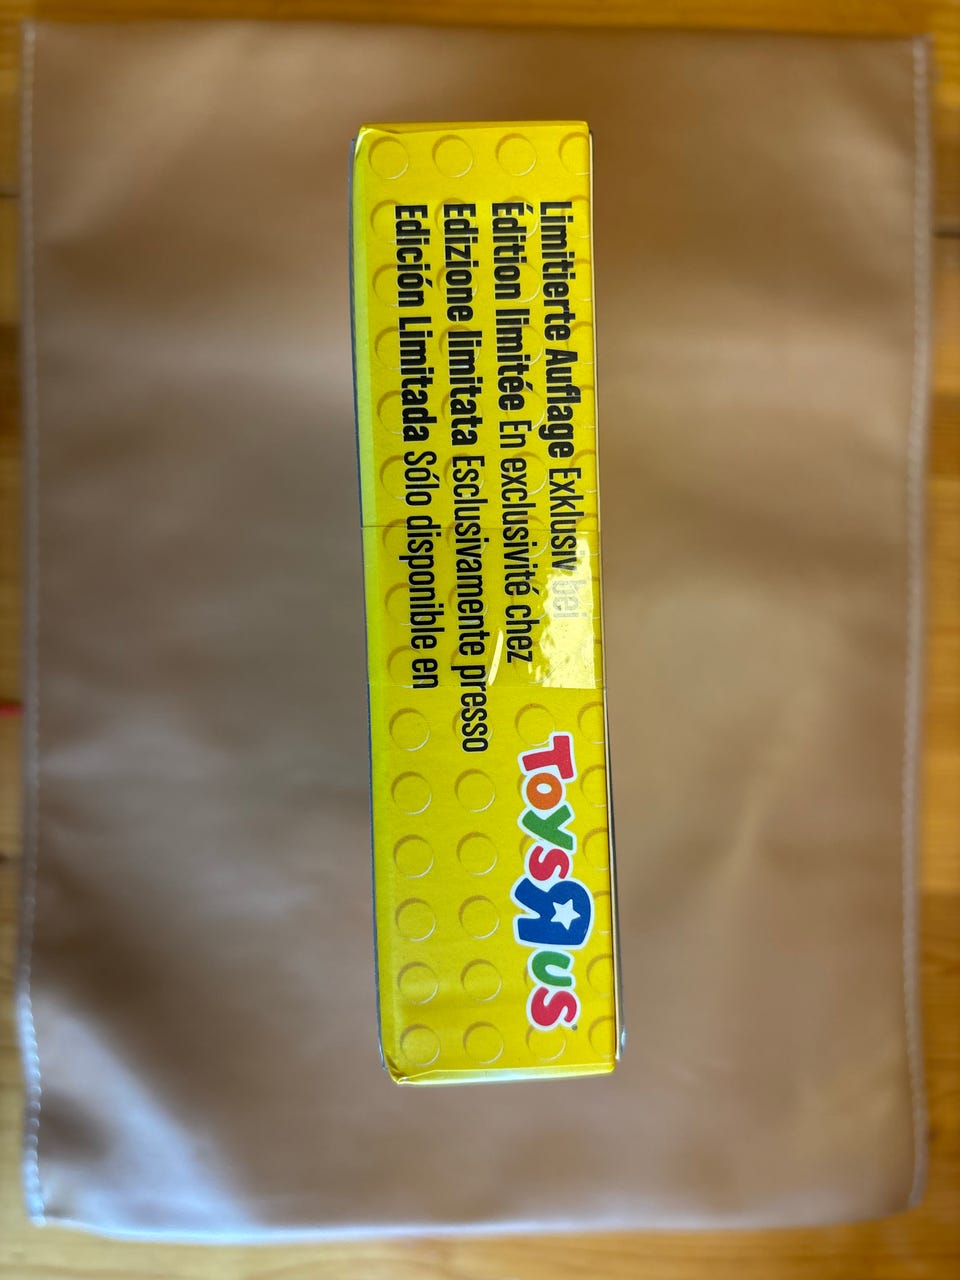 Limitierte Auflage Exklusiv bei
Édition limitée En exclusivité chez
Edizione limitata Esclusivamente presso
Edición Limitada Sólo disponible en
ToysЯus